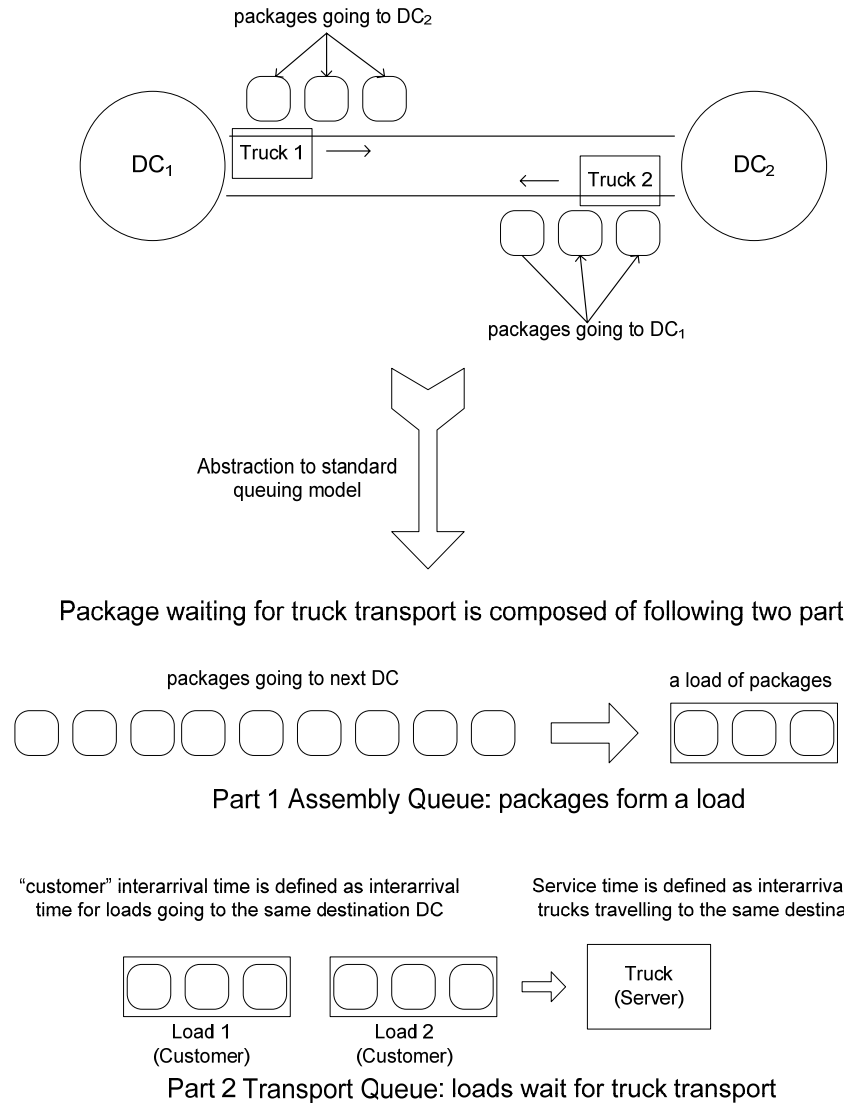 packages going to DC₂
DC₁
Truck 1
Truck 2
DC₂
packages going to DC₁
Abstraction to standard
queuing model
Package waiting for truck transport is composed of following two part
packages going to next DC
a load of packages
Part 1 Assembly Queue: packages form a load
“customer” interarrival time is defined as interarrival
time for loads going to the same destination DC
Service time is defined as interarriva
trucks travelling to the same destina
Truck
(Server)
Load 1
(Customer)
Load 2
(Customer)
Part 2 Transport Queue: loads wait for truck transport